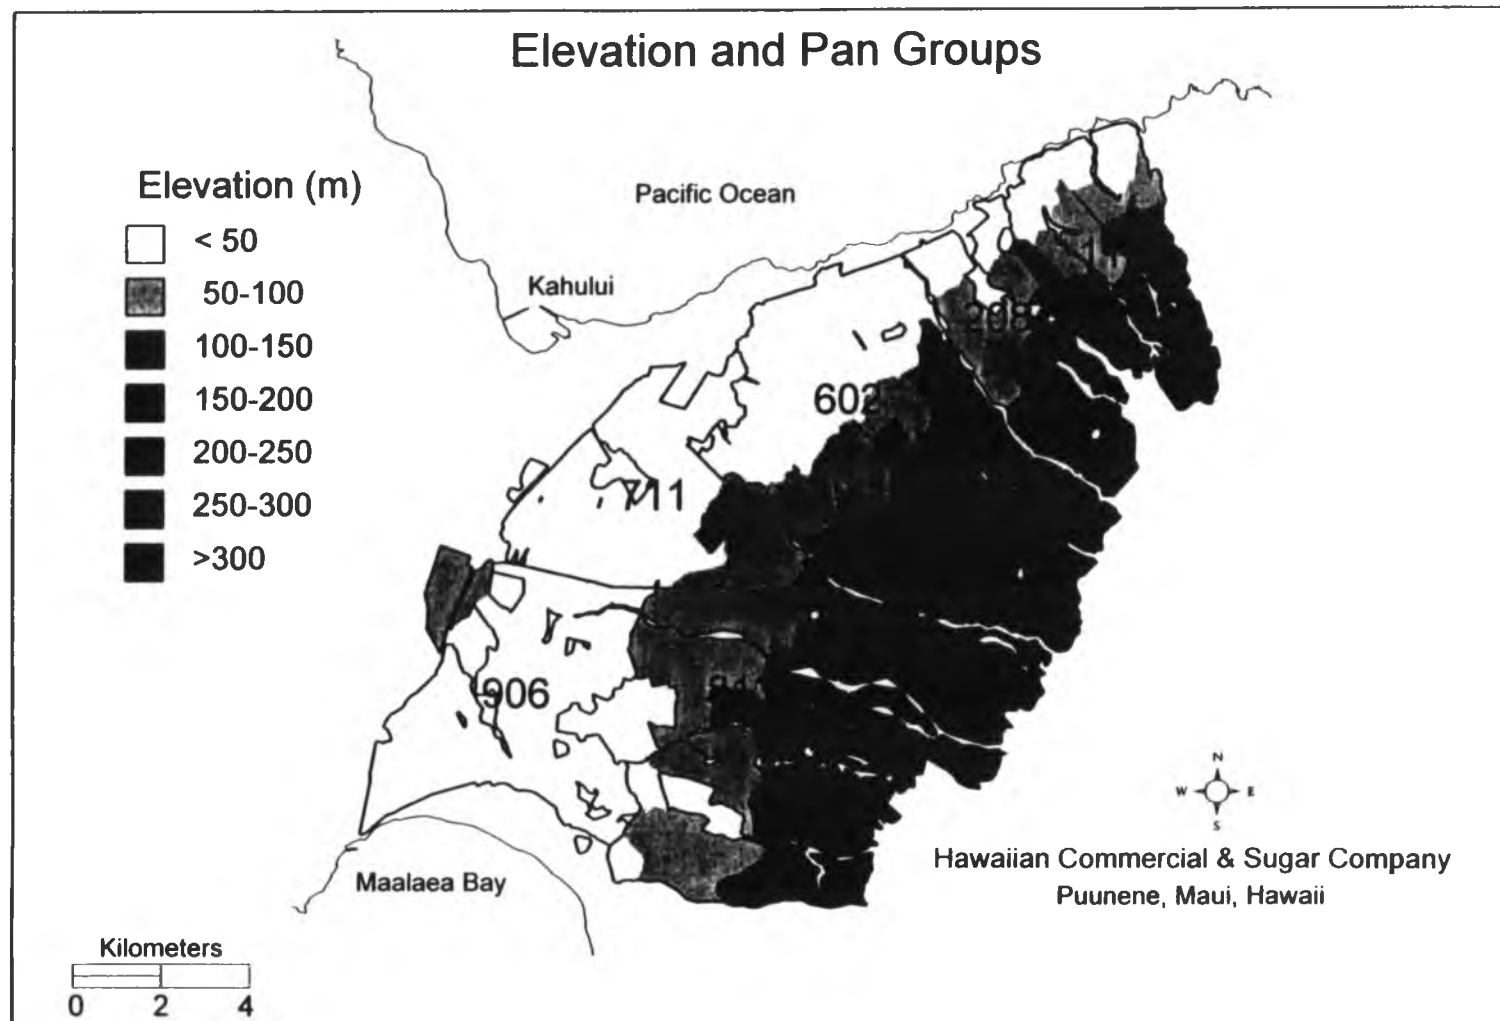 Elevation and Pan Groups
Elevation (m)
< 50
50-100
100-150
150-200
200-250
250-300
>300
Pacific Ocean
Kahului
208
602
711
906
Maalaea Bay
N
W E
S
Hawaiian Commercial & Sugar Company
Puunene, Maui, Hawaii
Kilometers
0 2 4